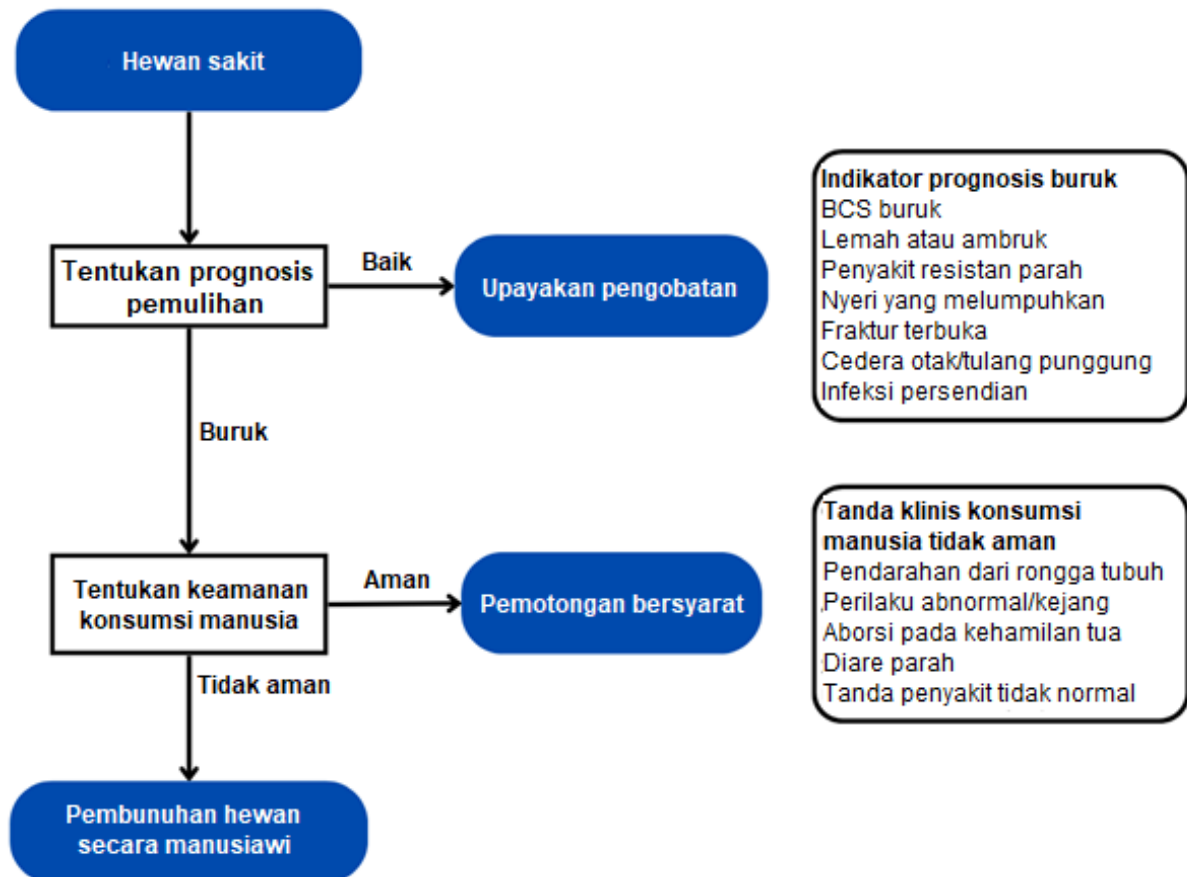 Hewan sakit
Tentukan prognosis
pemulihan
Baik
Upayakan pengobatan
Indikator prognosis buruk
BCS buruk
Lemah atau ambruk
Penyakit resistan parah
Nyeri yang melumpuhkan
Fraktur terbuka
Cedera otak/tulang punggung
Infeksi persendian
Buruk
Tentukan keamanan
konsumsi manusia
Aman
Pemotongan bersyarat
Tanda klinis konsumsi
manusia tidak aman
Pendarahan dari rongga tubuh
Perilaku abnormal/kejang
Aborsi pada kehamilan tua
Diare parah
Tanda penyakit tidak normal
Tidak aman
Pembunuhan hewan
secara manusiawi